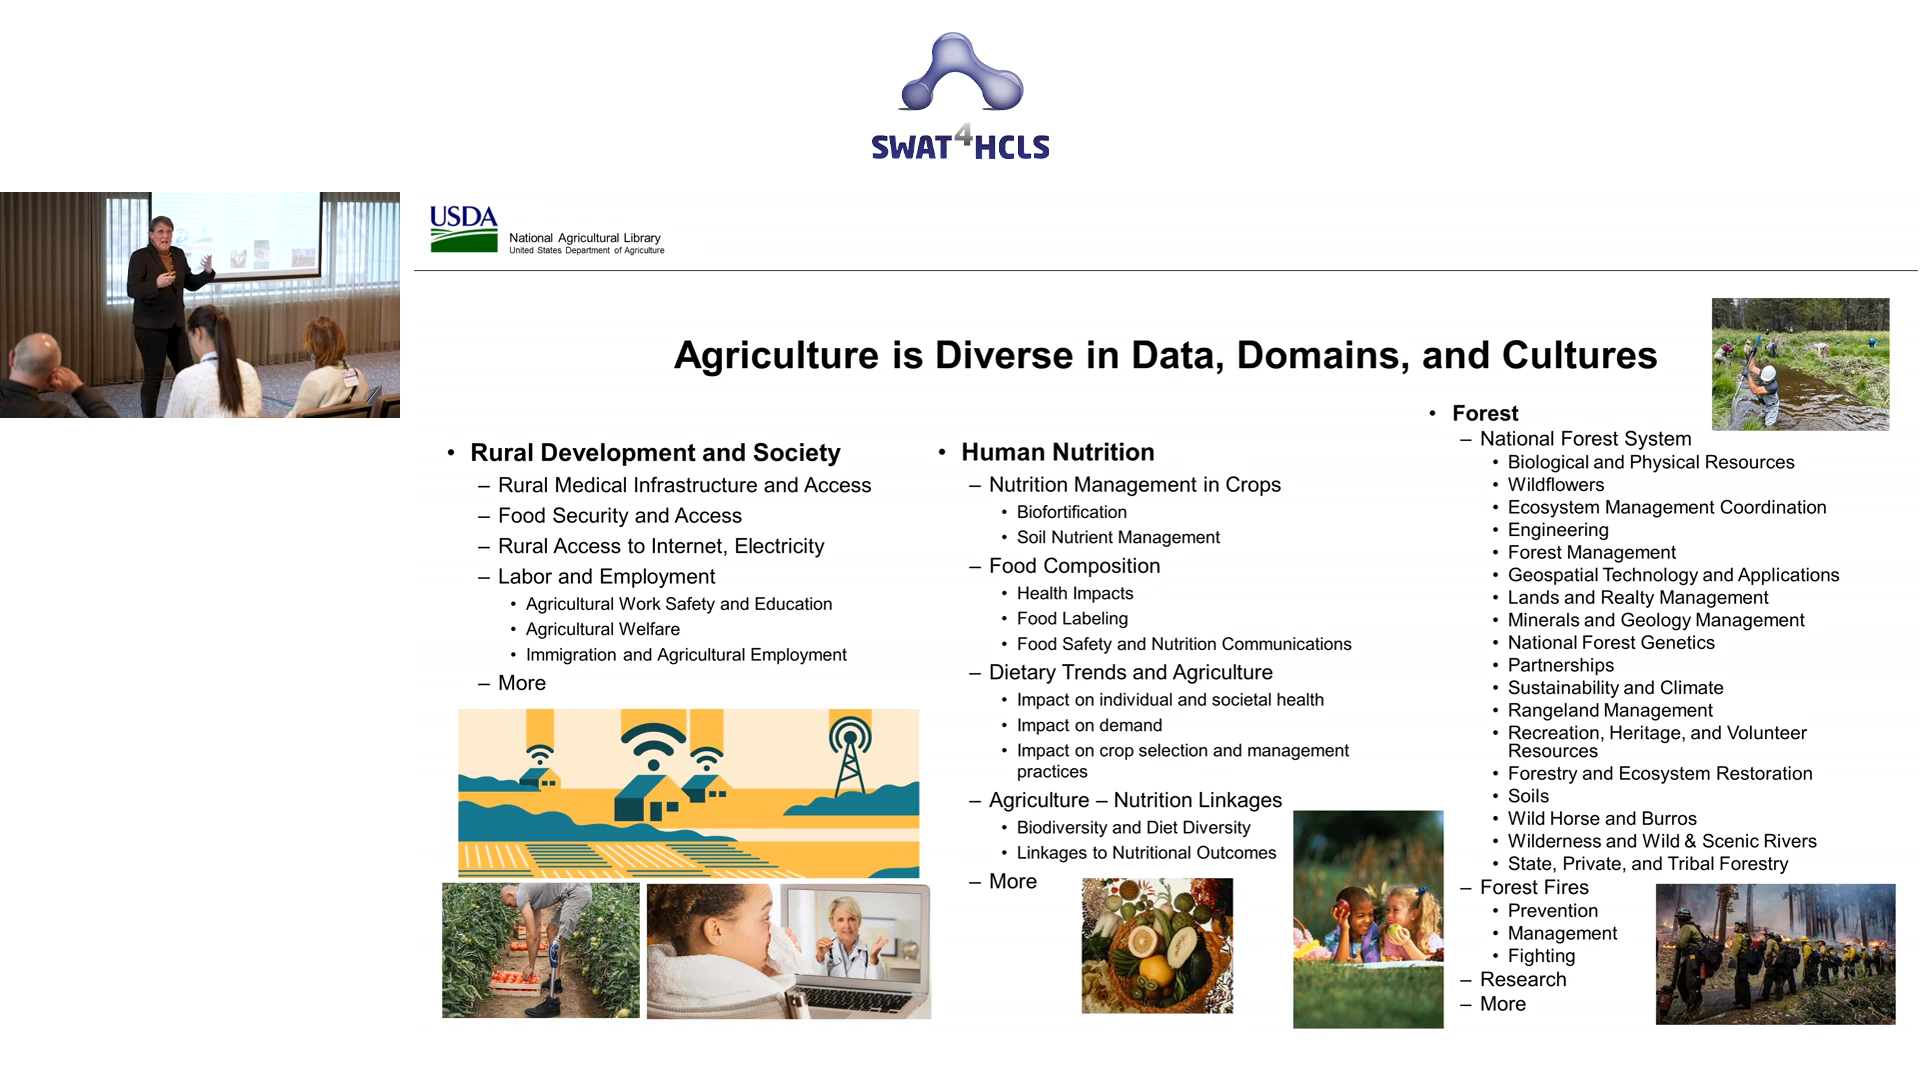 SWAT4HCLS
USDA
National Agricultural Library
United States Department of Agriculture
Agriculture is Diverse in Data, Domains, and Cultures
• Rural Development and Society
– Rural Medical Infrastructure and Access
– Food Security and Access
– Rural Access to Internet, Electricity
– Labor and Employment
• Agricultural Work Safety and Education
• Agricultural Welfare
• Immigration and Agricultural Employment
– More
• Human Nutrition
– Nutrition Management in Crops
• Biofortification
• Soil Nutrient Management
– Food Composition
• Health Impacts
• Food Labeling
• Food Safety and Nutrition Communications
– Dietary Trends and Agriculture
• Impact on individual and societal health
• Impact on demand
• Impact on crop selection and management
practices
– Agriculture – Nutrition Linkages
• Biodiversity and Diet Diversity
• Linkages to Nutritional Outcomes
– More
• Forest
– National Forest System
• Biological and Physical Resources
• Wildflowers
• Ecosystem Management Coordination
• Engineering
• Forest Management
• Geospatial Technology and Applications
• Lands and Realty Management
• Minerals and Geology Management
• National Forest Genetics
• Partnerships
• Sustainability and Climate
• Rangeland Management
• Recreation, Heritage, and Volunteer
Resources
• Forestry and Ecosystem Restoration
• Soils
• Wild Horse and Burros
• Wilderness and Wild & Scenic Rivers
• State, Private, and Tribal Forestry
– Forest Fires
• Prevention
• Management
• Fighting
– Research
– More